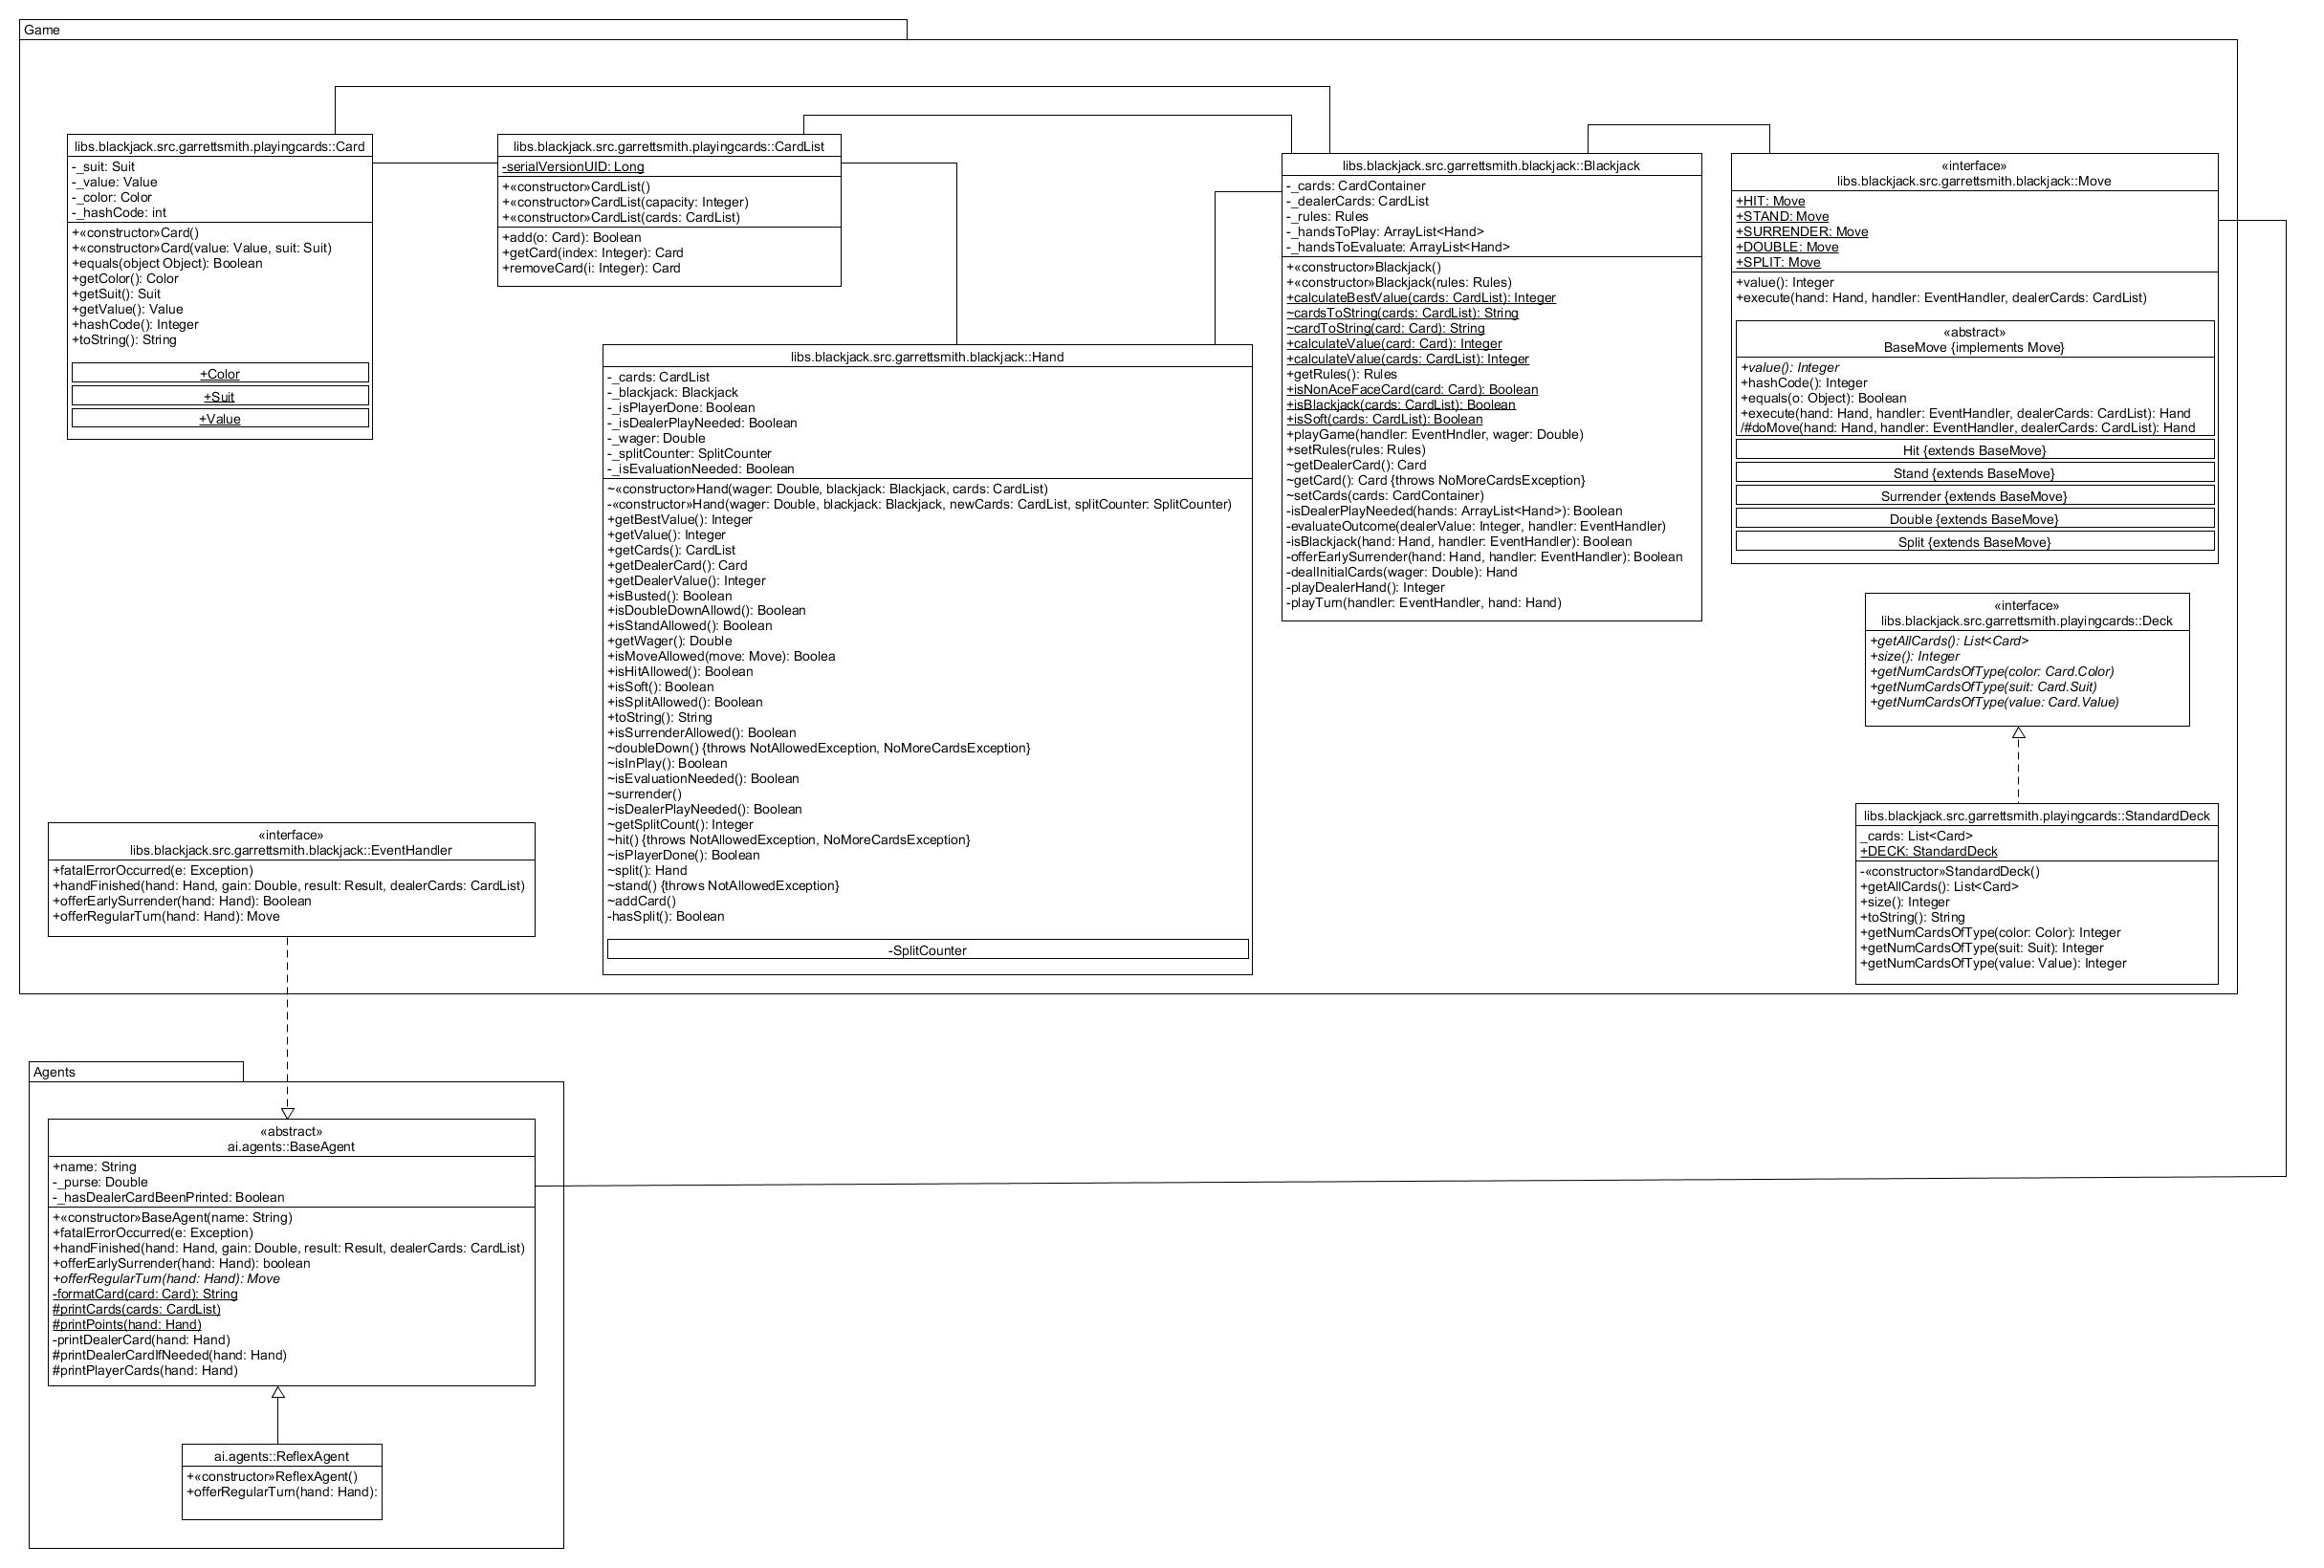 Game
libs.blackjack.src.garrettsmith.playingcards::Card
-_suit: Suit
-_value: Value
-_color: Color
-_hashCode: int
+«constructor»Card()
+«constructor»Card(value: Value, suit: Suit)
+equals(object Object): Boolean
+getColor(): Color
+getSuit(): Suit
+getValue(): Value
+hashCode(): Integer
+toString(): String
+Color
+Suit
+Value
libs.blackjack.src.garrettsmith.playingcards::CardList
-serialVersionUID: Long
+«constructor»CardList()
+«constructor»CardList(capacity: Integer)
+«constructor»CardList(cards: CardList)
+add(o: Card): Boolean
+getCard(index: Integer): Card
+removeCard(i: Integer): Card
libs.blackjack.src.garrettsmith.blackjack::Hand
-_cards: CardList
-_blackjack: Blackjack
-_isPlayerDone: Boolean
-_isDealerPlayNeeded: Boolean
-_wager: Double
-_splitCounter: SplitCounter
-_isEvaluationNeeded: Boolean
~«constructor»Hand(wager: Double, blackjack: Blackjack, cards: CardList)
-«constructor»Hand(wager: Double, blackjack: Blackjack, newCards: CardList, splitCounter: SplitCounter)
+getBestValue(): Integer
+getValue(): Integer
+getCards(): CardList
+getDealerCard(): Card
+getDealerValue(): Integer
+isBusted(): Boolean
+isDoubleDownAllowd(): Boolean
+isStandAllowed(): Boolean
+getWager(): Double
+isMoveAllowed(move: Move): Boolea
+isHitAllowed(): Boolean
+isSoft(): Boolean
+isSplitAllowed(): Boolean
+toString(): String
+isSurrenderAllowed(): Boolean
~doubleDown() {throws NotAllowedException, NoMoreCardsException}
~isInPlay(): Boolean
~isEvaluationNeeded(): Boolean
~surrender()
~isDealerPlayNeeded(): Boolean
~getSplitCount(): Integer
~hit() {throws NotAllowedException, NoMoreCardsException}
~isPlayerDone(): Boolean
~split(): Hand
~stand() {throws NotAllowedException}
~addCard()
-hasSplit(): Boolean
-SplitCounter
libs.blackjack.src.garrettsmith.blackjack::Blackjack
-_cards: CardContainer
-_dealerCards: CardList
-_rules: Rules
-_handsToPlay: ArrayList<Hand>
-_handsToEvaluate: ArrayList<Hand>
+«constructor»Blackjack()
+«constructor»Blackjack(rules: Rules)
+calculateBestValue(cards: CardList): Integer
~cardsToString(cards: CardList): String
~cardToString(card: Card): String
+calculateValue(card: Card): Integer
+calculateValue(cards: CardList): Integer
+getRules(): Rules
+isNonAceFaceCard(card: Card): Boolean
+isBlackjack(cards: CardList): Boolean
+isSoft(cards: CardList): Boolean
+playGame(handler: EventHndler, wager: Double)
+setRules(rules: Rules)
~getDealerCard(): Card
~getCard(): Card {throws NoMoreCardsException}
~setCards(cards: CardContainer)
-isDealerPlayNeeded(hands: ArrayList<Hand>): Boolean
-evaluateOutcome(dealerValue: Integer, handler: EventHandler)
-isBlackjack(hand: Hand, handler: EventHandler): Boolean
-offerEarlySurrender(hand: Hand, handler: EventHandler): Boolean
-dealInitialCards(wager: Double): Hand
-playDealerHand(): Integer
-playTurn(handler: EventHandler, hand: Hand)
«interface»
libs.blackjack.src.garrettsmith.blackjack::Move
+HIT: Move
+STAND: Move
+SURRENDER: Move
+DOUBLE: Move
+SPLIT: Move
+value(): Integer
+execute(hand: Hand, handler: EventHandler, dealerCards: CardList)
«abstract»
BaseMove {implements Move}
+value(): Integer
+hashCode(): Integer
+equals(o: Object): Boolean
+execute(hand: Hand, handler: EventHandler, dealerCards: CardList): Hand
/#doMove(hand: Hand, handler: EventHandler, dealerCards: CardList): Hand
Hit {extends BaseMove}
Stand {extends BaseMove}
Surrender {extends BaseMove}
Double {extends BaseMove}
Split {extends BaseMove}
«interface»
libs.blackjack.src.garrettsmith.playingcards::Deck
+getAllCards(): List<Card>
+size(): Integer
+getNumCardsOfType(color: Card.Color)
+getNumCardsOfType(suit: Card.Suit)
+getNumCardsOfType(value: Card.Value)
libs.blackjack.src.garrettsmith.playingcards::StandardDeck
_cards: List<Card>
+DECK: StandardDeck
-«constructor»StandardDeck()
+getAllCards(): List<Card>
+size(): Integer
+toString(): String
+getNumCardsOfType(color: Color): Integer
+getNumCardsOfType(suit: Suit): Integer
+getNumCardsOfType(value: Value): Integer
«interface»
libs.blackjack.src.garrettsmith.blackjack::EventHandler
+fatalErrorOccurred(e: Exception)
+handFinished(hand: Hand, gain: Double, result: Result, dealerCards: CardList)
+offerEarlySurrender(hand: Hand): Boolean
+offerRegularTurn(hand: Hand): Move
Agents
«abstract»
ai.agents::BaseAgent
+name: String
-_purse: Double
-_hasDealerCardBeenPrinted: Boolean
+«constructor»BaseAgent(name: String)
+fatalErrorOccurred(e: Exception)
+handFinished(hand: Hand, gain: Double, result: Result, dealerCards: CardList)
+offerEarlySurrender(hand: Hand): boolean
+offerRegularTurn(hand: Hand): Move
-formatCard(card: Card): String
#printCards(cards: CardList)
#printPoints(hand: Hand)
-printDealerCard(hand: Hand)
#printDealerCardIfNeeded(hand: Hand)
#printPlayerCards(hand: Hand)
ai.agents::ReflexAgent
+«constructor»ReflexAgent()
+offerRegularTurn(hand: Hand):